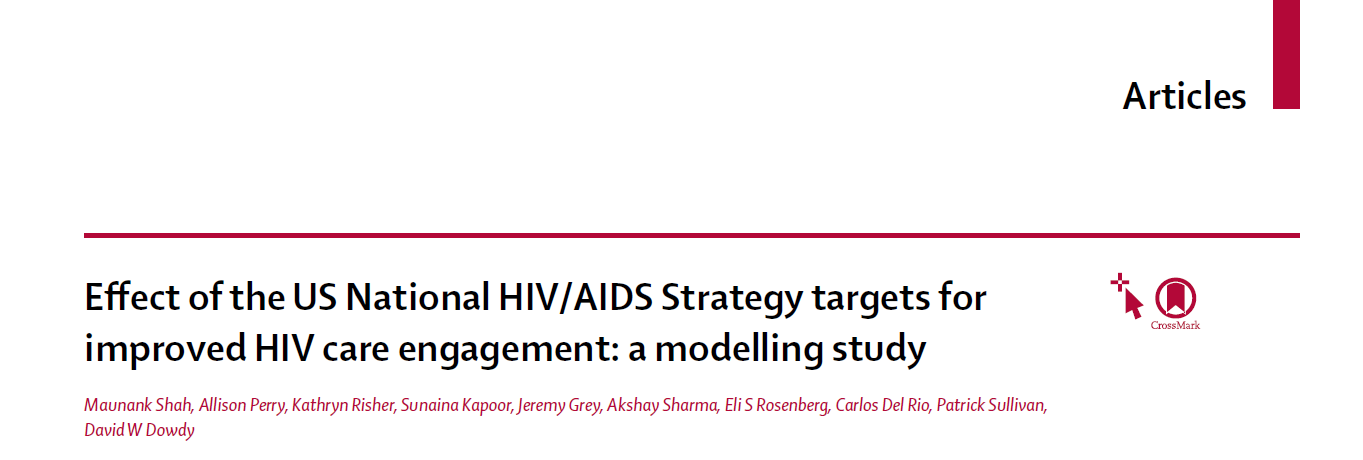 Articles
Effect of the US National HIV/AIDS Strategy targets for
improved HIV care engagement: a modelling study
CrossMark
Maunank Shah, Allison Perry, Kathryn Risher, Sunaina Kapoor, Jeremy Grey, Akshay Sharma, Eli S Rosenberg, Carlos Del Rio, Patrick Sullivan,
David W Dowdy